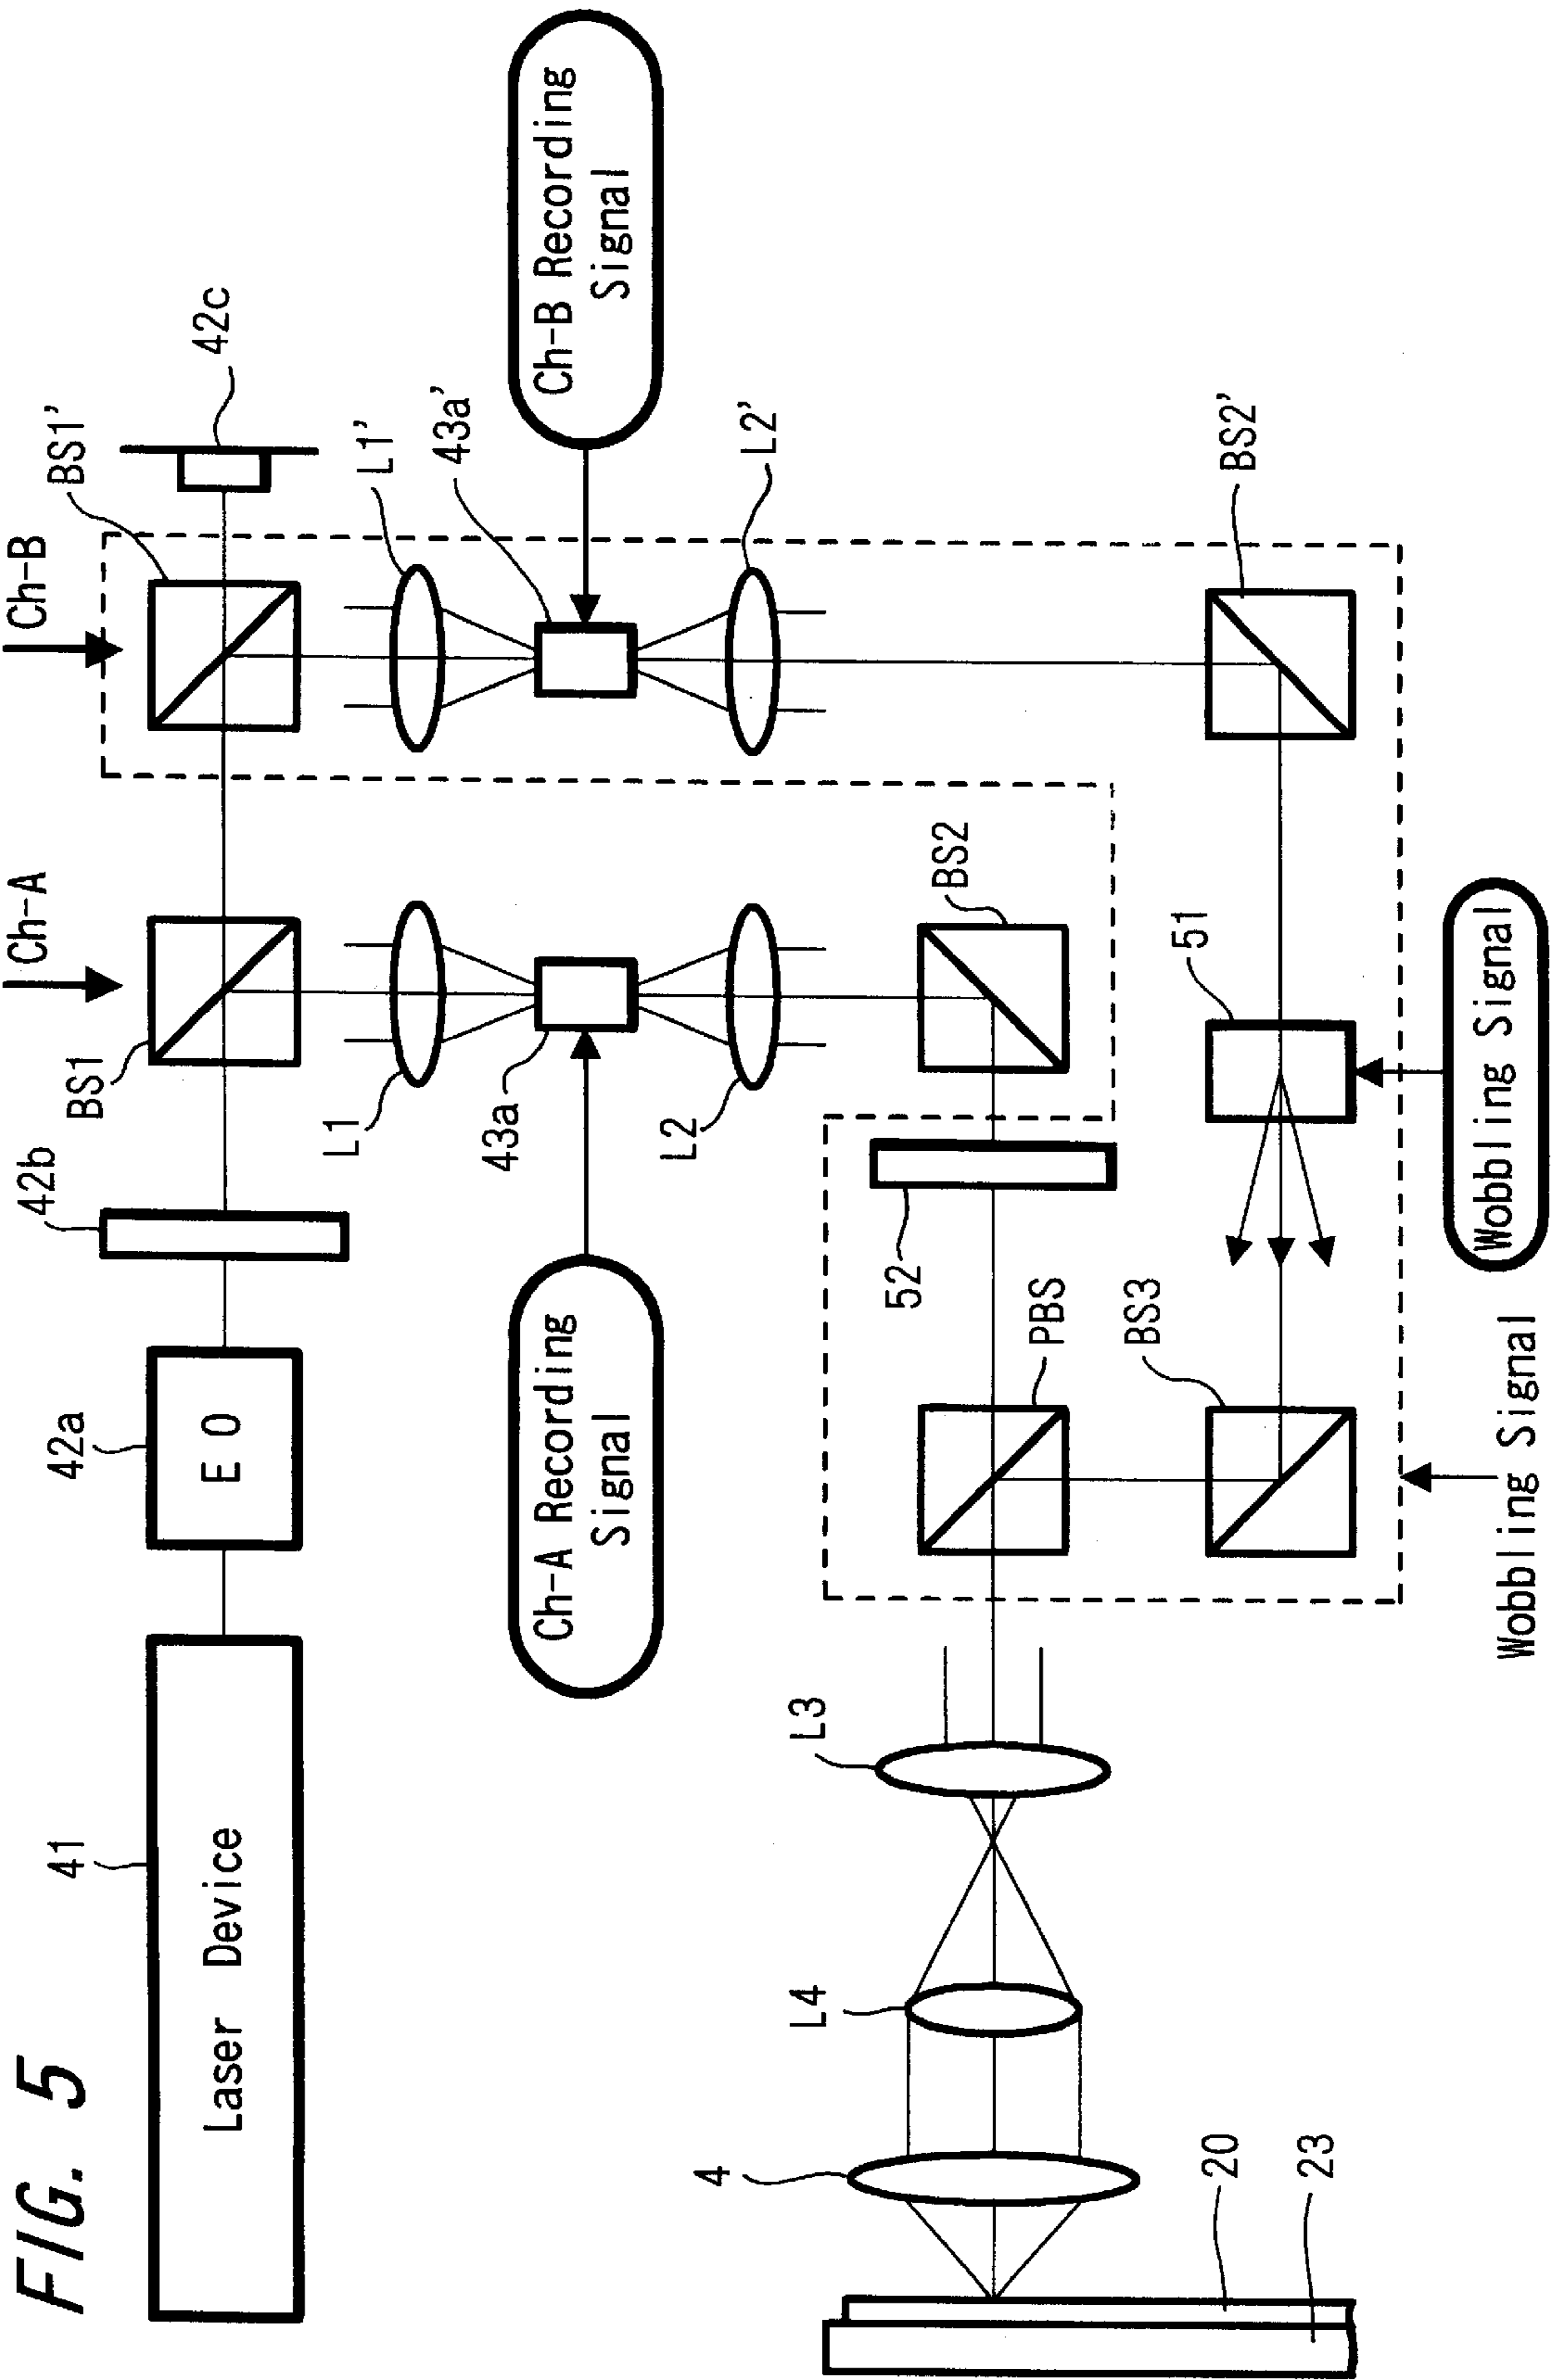 FIG. 5
41
Laser Device
42a
E O
42b
BS1
Ch-A
BS1'
Ch-B
42c
L1
L1'
43a
43a'
Ch-A Recording
Signal
Ch-B Recording
Signal
L2
L2'
BS2
BS2'
4
L4
L3
PBS
52
BS3
51
20
23
Wobbling Signal
Wobbling Signal